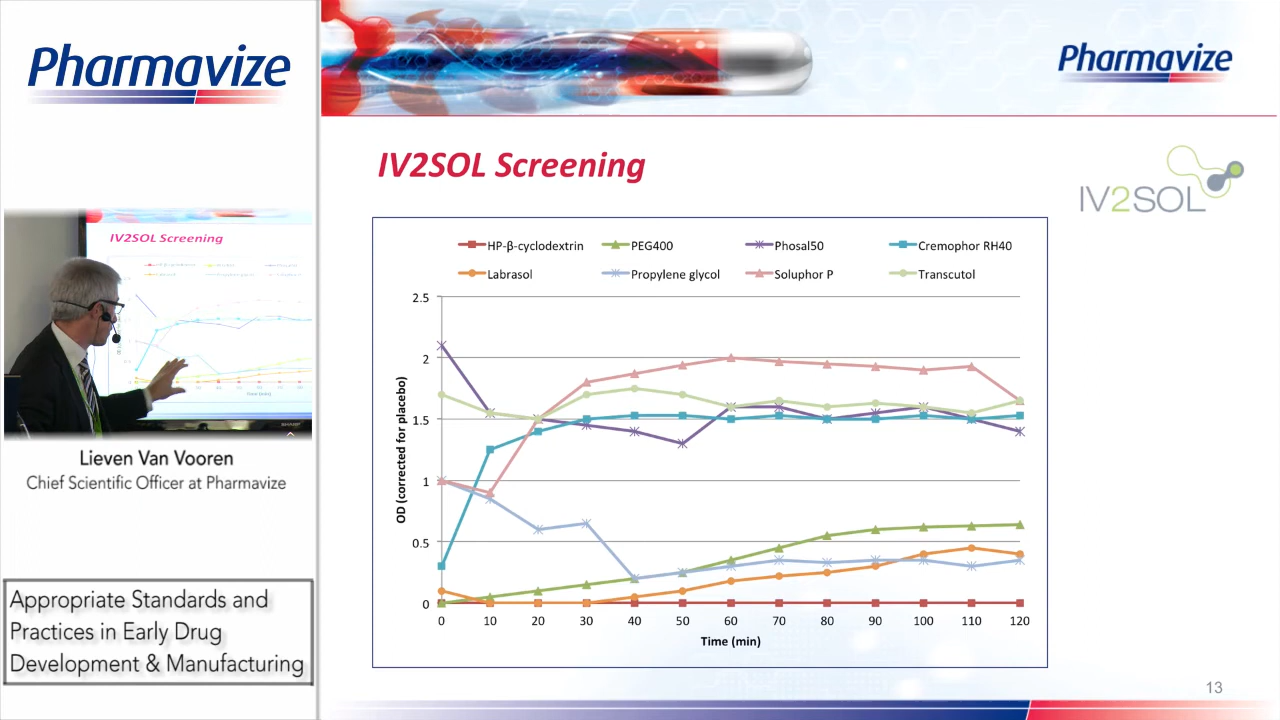 Pharmavize
Pharmavize
IV2SOL Screening
IV2SOL
HP-β-cyclodextrin
PEG400
Phosal50
Cremophor RH40
Labrasol
Propylene glycol
Soluphor P
Transcutol
OD (corrected for placebo)
2.5
2
1.5
1
0.5
0
0 10 20 30 40 50 60 70 80 90 100 110 120
Time (min)
IV2SOL Screening
Lieven Van Vooren
Chief Scientific Officer at Pharmavize
Appropriate Standards and
Practices in Early Drug
Development & Manufacturing
13